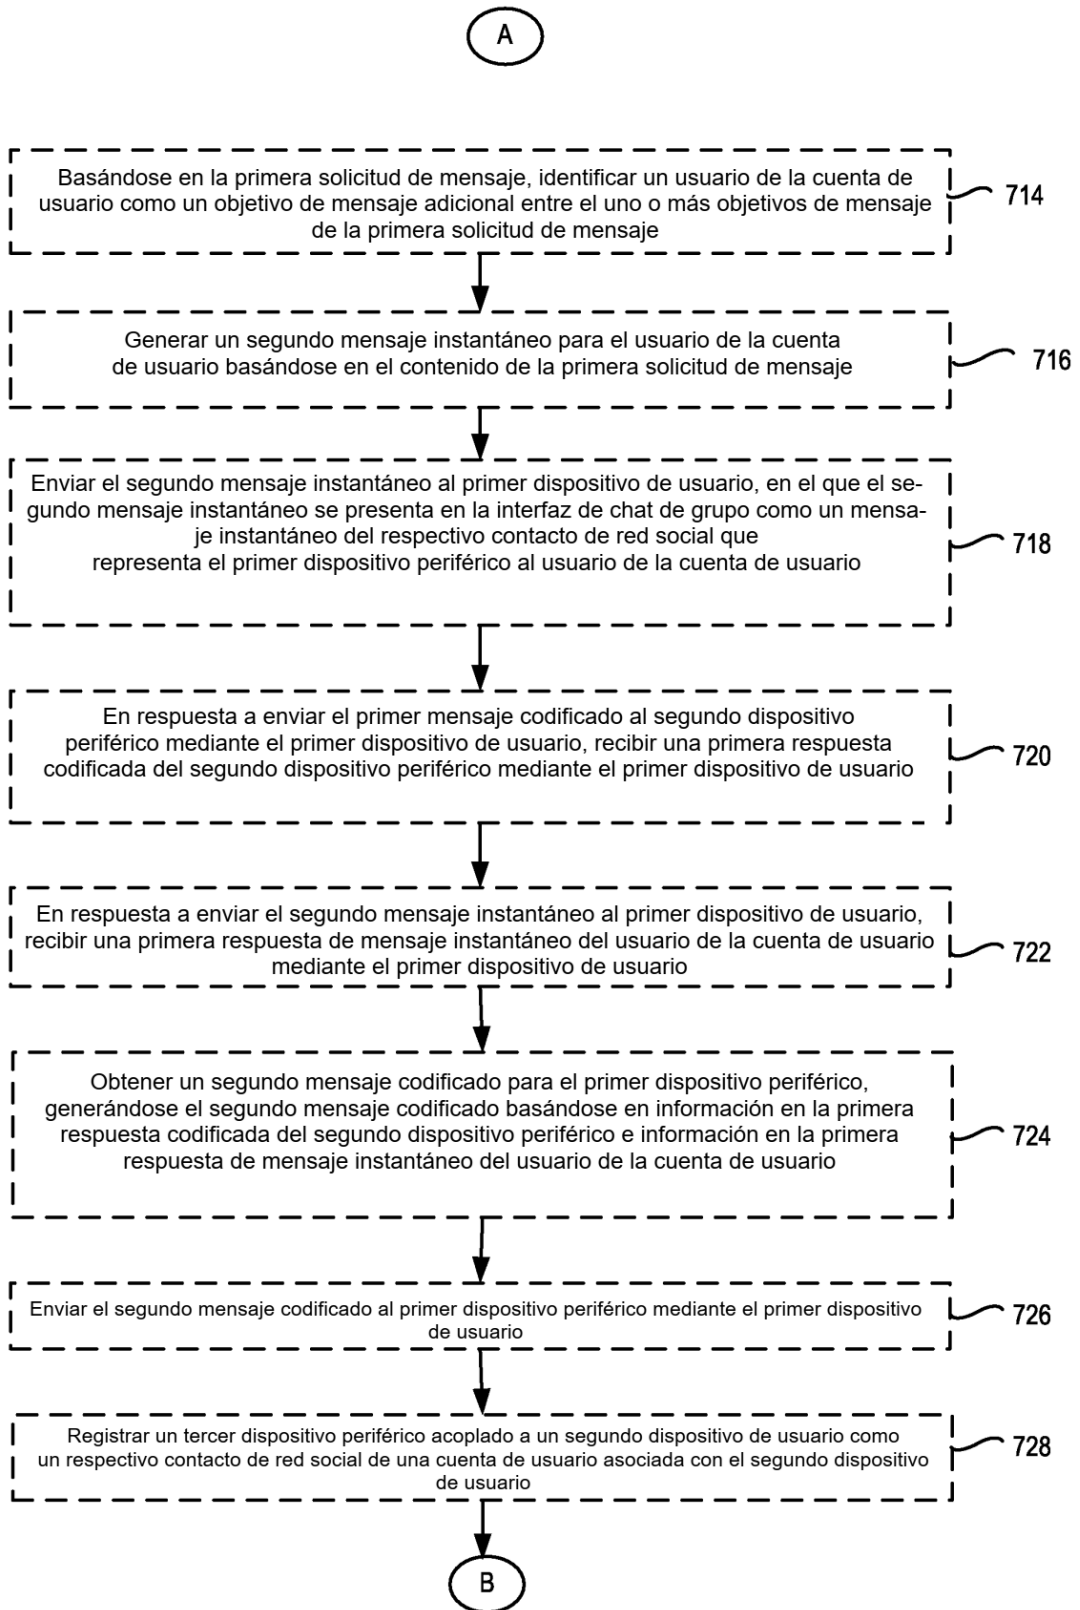 A
Basándose en la primera solicitud de mensaje, identificar un usuario de la cuenta de
usuario como un objetivo de mensaje adicional entre el uno o más objetivos de mensaje
de la primera solicitud de mensaje
714
Generar un segundo mensaje instantáneo para el usuario de la cuenta
de usuario basándose en el contenido de la primera solicitud de mensaje
716
Enviar el segundo mensaje instantáneo al primer dispositivo de usuario, en el que el se-
gundo mensaje instantáneo se presenta en la interfaz de chat de grupo como un mensa-
je instantáneo del respectivo contacto de red social que
representa el primer dispositivo periférico al usuario de la cuenta de usuario
718
En respuesta a enviar el primer mensaje codificado al segundo dispositivo
periférico mediante el primer dispositivo de usuario, recibir una primera respuesta
codificada del segundo dispositivo periférico mediante el primer dispositivo de usuario
720
En respuesta a enviar el segundo mensaje instantáneo al primer dispositivo de usuario,
recibir una primera respuesta de mensaje instantáneo del usuario de la cuenta de usuario
mediante el primer dispositivo de usuario
722
Obtener un segundo mensaje codificado para el primer dispositivo periférico,
generándose el segundo mensaje codificado basándose en información en la primera
respuesta codificada del segundo dispositivo periférico e información en la primera
respuesta de mensaje instantáneo del usuario de la cuenta de usuario
724
Enviar el segundo mensaje codificado al primer dispositivo periférico mediante el primer dispositivo
de usuario
726
Registrar un tercer dispositivo periférico acoplado a un segundo dispositivo de usuario como
un respectivo contacto de red social de una cuenta de usuario asociada con el segundo dispositivo
de usuario
728
B